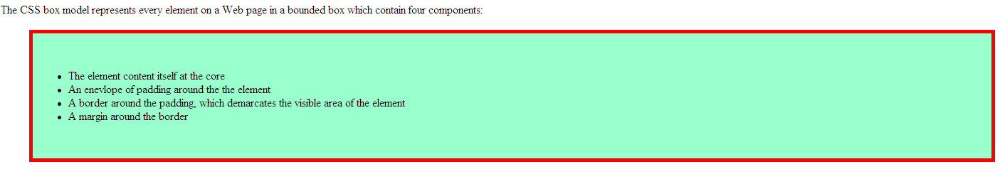 The CSS box model represents every element on a Web page in a bounded box which contain four components:
• The element content itself at the core
• An enevlope of padding around the the element
• A border around the padding, which demarcates the visible area of the element
• A margin around the border